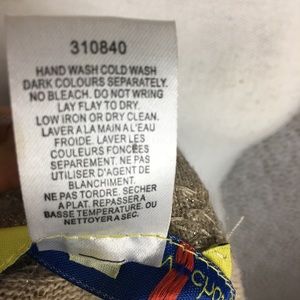 310840
HAND WASH COLD WASH
DARK COLOURS SEPARATELY.
NO BLEACH. DO NOT WRING
LAY FLAY TO DRY.
LOW IRON OR DRY CLEAN.
LAVER A LA MAIN A L'EAU
FROIDE. LAVER LES
COULEURS FONCÉES
SEPAREMENT. NE PAS
UTILISER D'AGENT DE
BLANCHIMENT.
NE PAS TORDRE. SECHER
A PLAT. REPASSER A
BASSE TEMPERATURE. OU
NETTOYER A SEC.